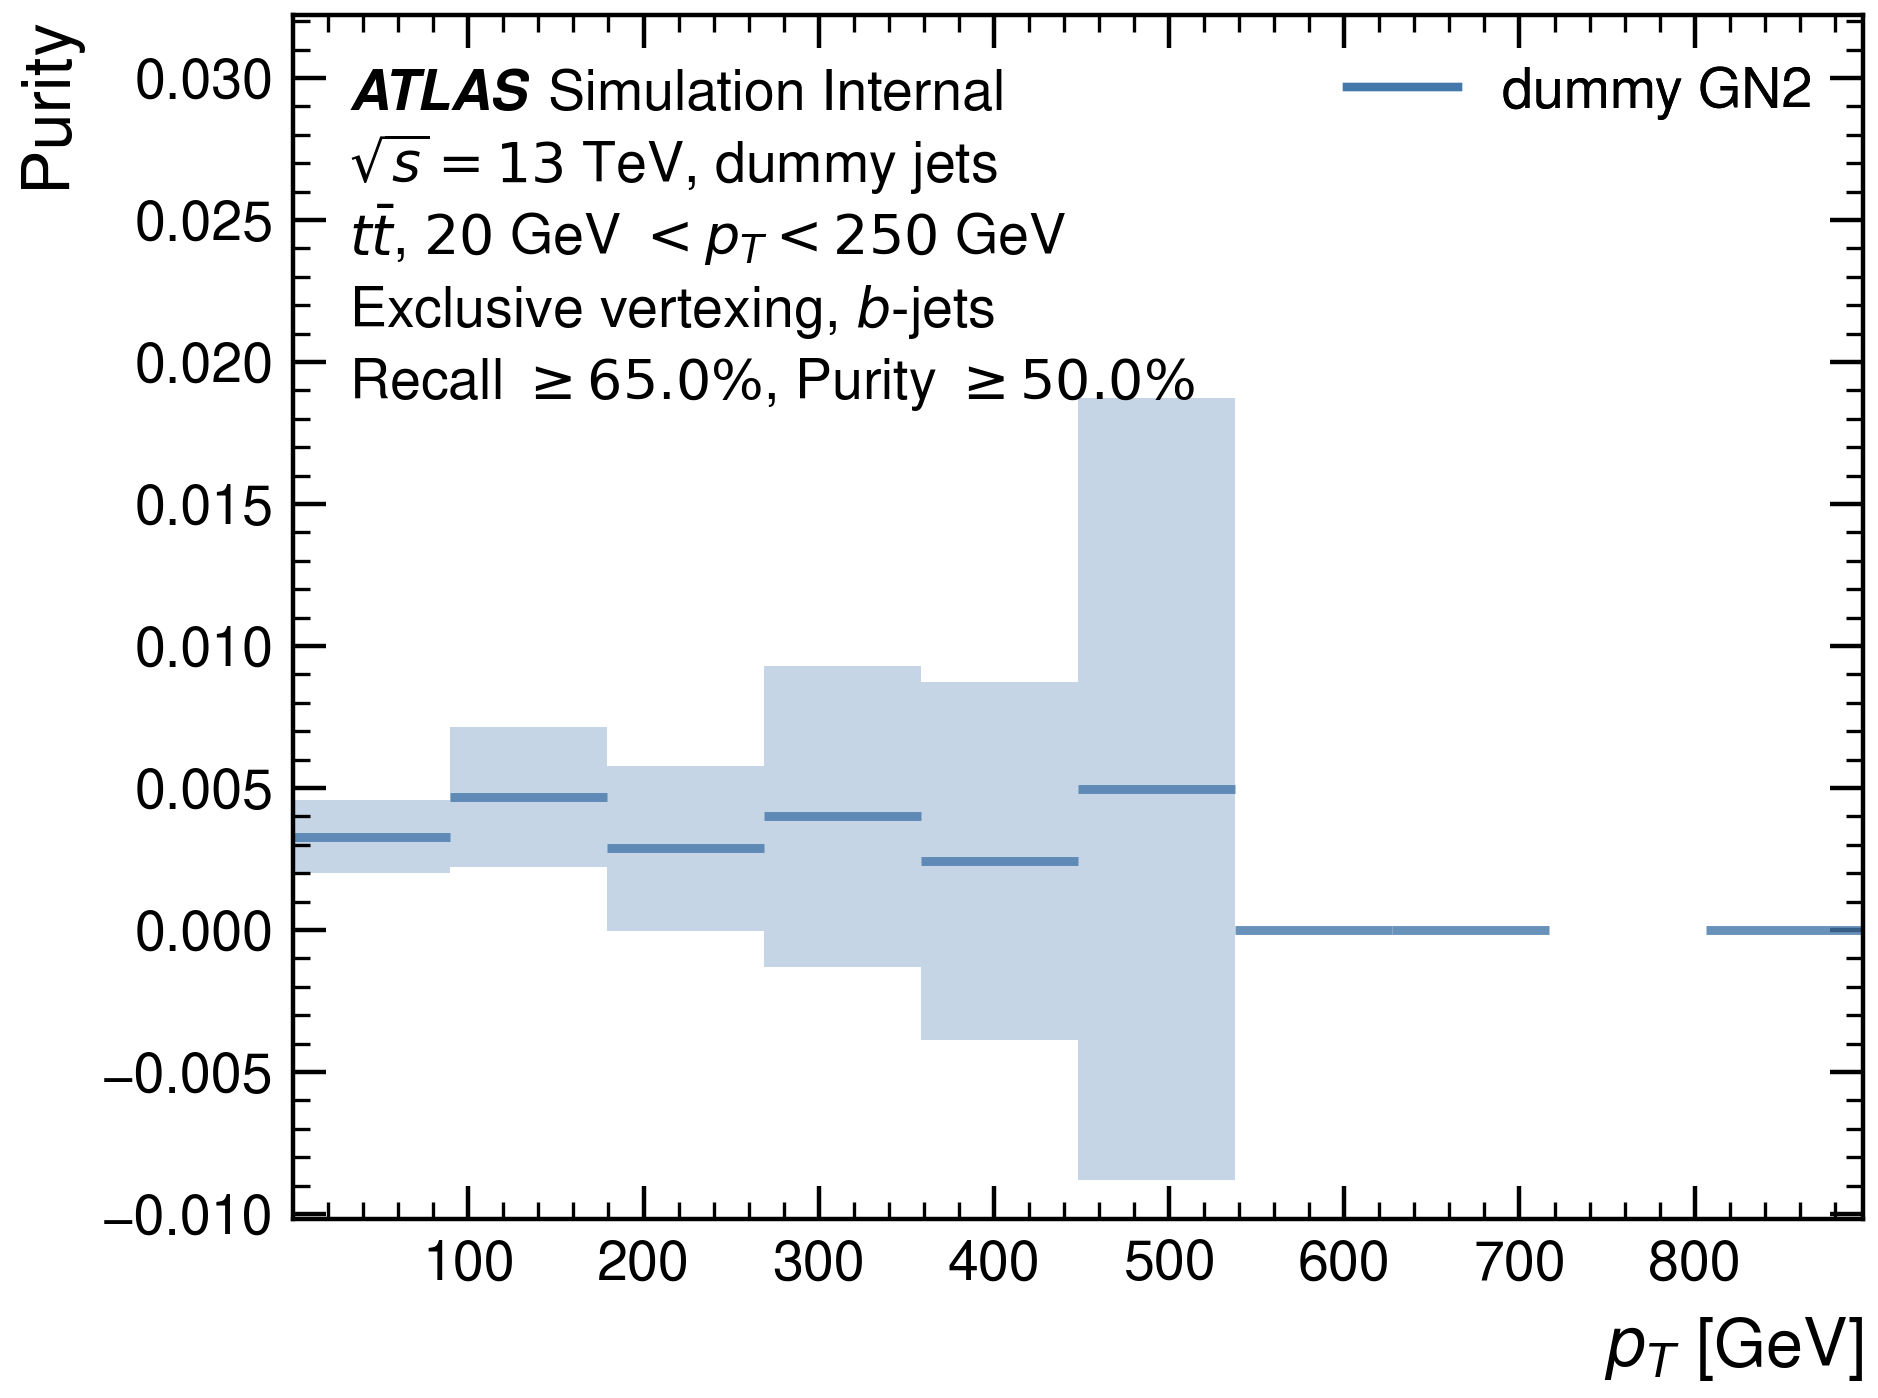 Purity
0.030
0.025
0.020
0.015
0.010
0.005
0.000
−0.005
−0.010
ATLAS Simulation Internal
√s = 13 TeV, dummy jets
tt̄, 20 GeV < p_T < 250 GeV
Exclusive vertexing, b-jets
Recall ≥ 65.0%, Purity ≥ 50.0%
dummy GN2
100 200 300 400 500 600 700 800
p_T [GeV]